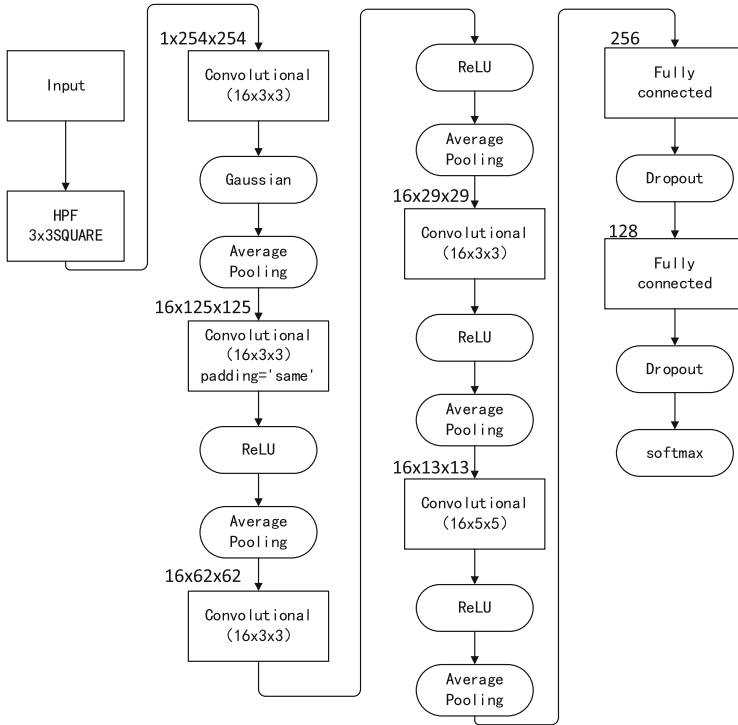 Input
HPF
3x3SQUARE
1x254x254
Convolutional
(16x3x3)
Gaussian
Average
Pooling
16x125x125
Convolutional
(16x3x3)
padding='same'
ReLU
Average
Pooling
16x62x62
Convolutional
(16x3x3)
ReLU
Average
Pooling
16x29x29
Convolutional
(16x3x3)
ReLU
Average
Pooling
16x13x13
Convolutional
(16x5x5)
ReLU
Average
Pooling
256
Fully
connected
Dropout
128
Fully
connected
Dropout
softmax